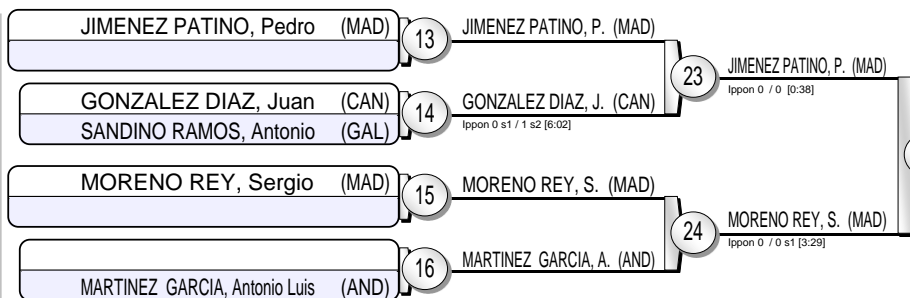 JIMENEZ PATINO, Pedro (MAD)
13
JIMENEZ PATINO, P. (MAD)
23
JIMENEZ PATINO, P. (MAD)
Ippon 0 / 0 [0:38]
GONZALEZ DIAZ, Juan (CAN)
SANDINO RAMOS, Antonio (GAL)
14
GONZALEZ DIAZ, J. (CAN)
Ippon 0 s1 / 1 s2 [6:02]
MORENO REY, Sergio (MAD)
15
MORENO REY, S. (MAD)
24
MORENO REY, S. (MAD)
Ippon 0 / 0 s1 [3:29]
MARTINEZ GARCIA, Antonio Luis (AND)
16
MARTINEZ GARCIA, A. (AND)